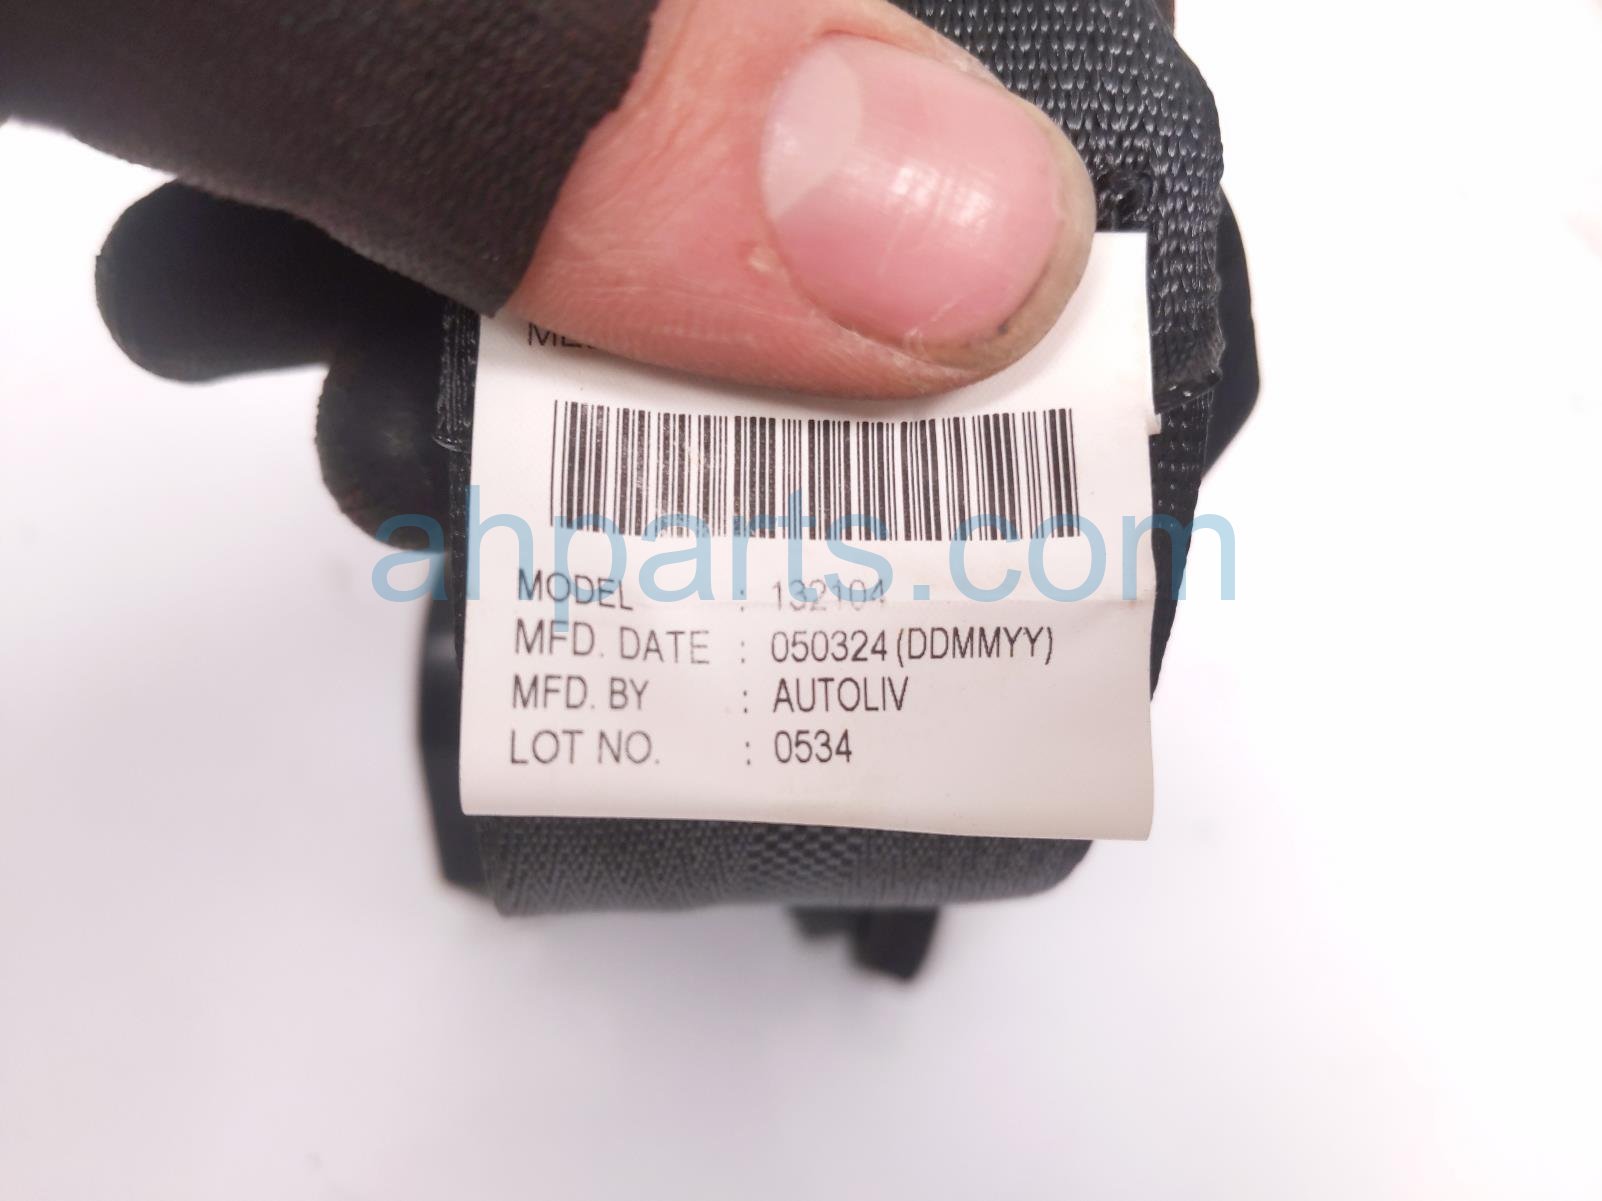 MODEL : 132104
MFD. DATE : 050324 (DDMMYY)
MFD. BY : AUTOLIV
LOT NO. : 0534
ahparts.com